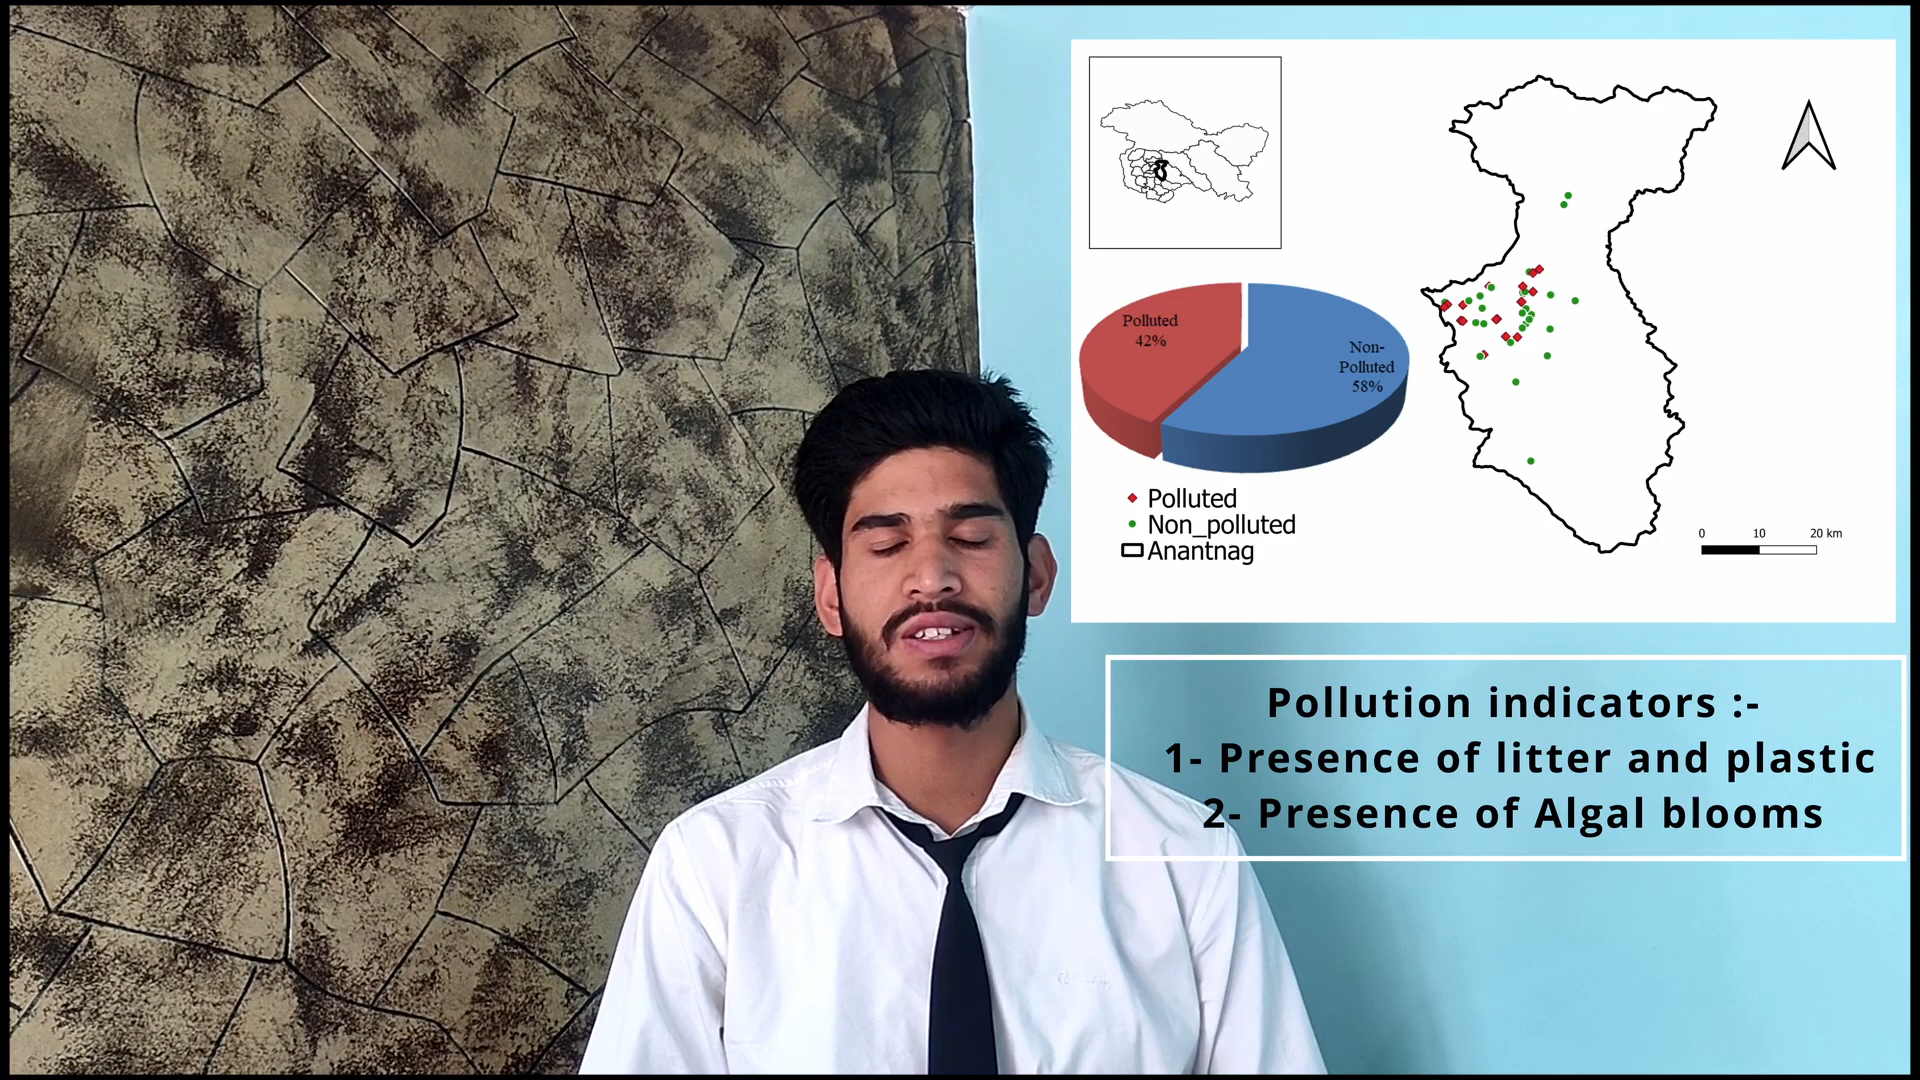 Polluted
42%
Non-
Polluted
58%
Polluted
Non_polluted
Anantnag
0 10 20 km
Pollution indicators :-
1- Presence of litter and plastic
2- Presence of Algal blooms